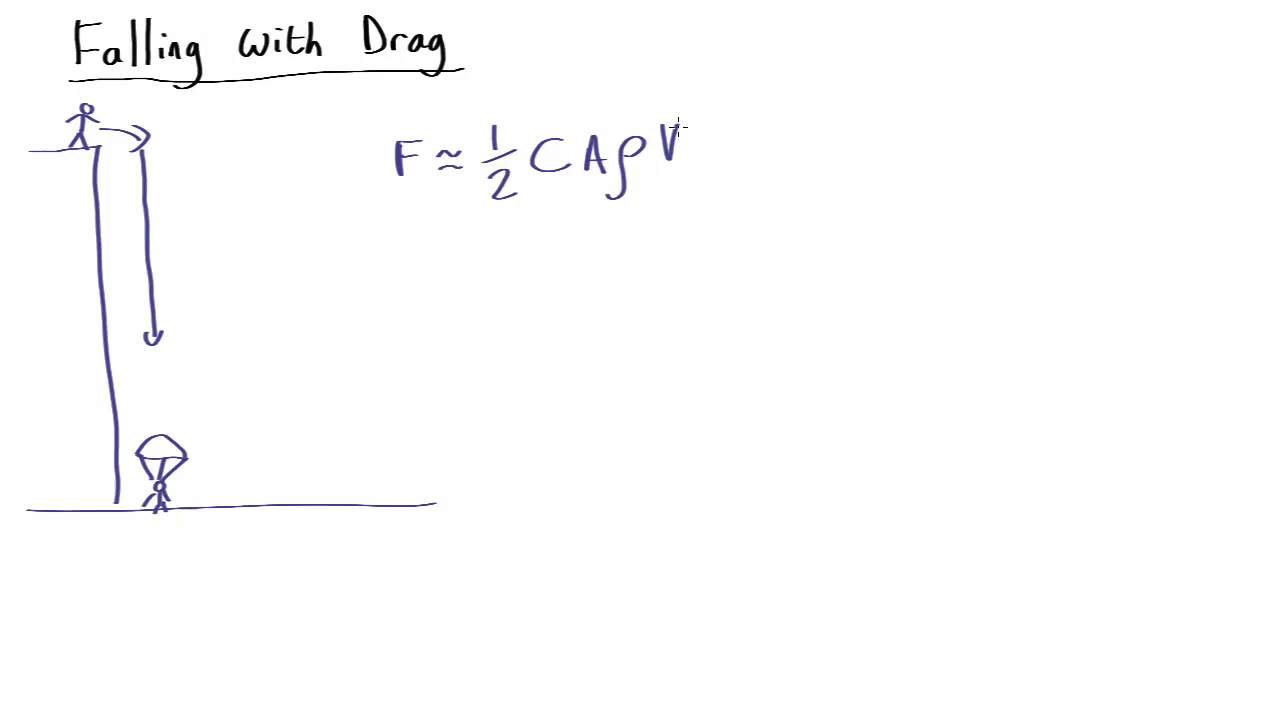 Falling with Drag
F ≈ 1/2 C A ρ V